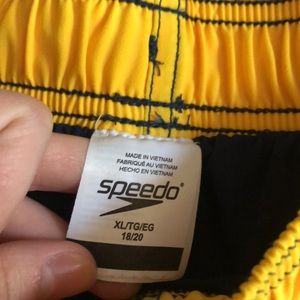 MADE IN VIETNAM
FABRIQUÉ AU VIETNAM
HECHO EN VIETNAM
speedo
XL/TG/EG
18/20